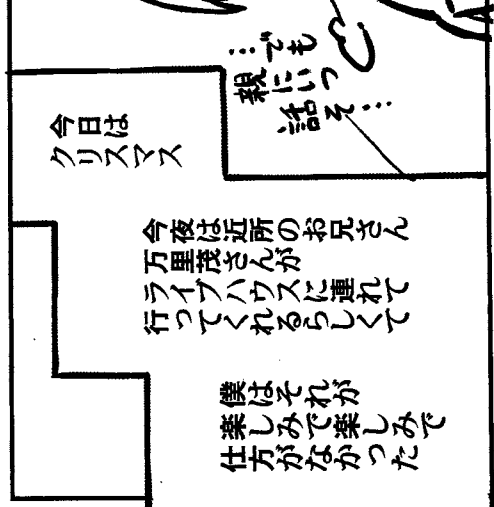 …でも
親にいつ
話そ…
今日は
クリスマス
今夜は近所のお兄さん
万里茂さんが
ライブハウスに連れて
行ってくれるらしくて
僕はそれが
楽しみで楽しみで
仕方がなかった